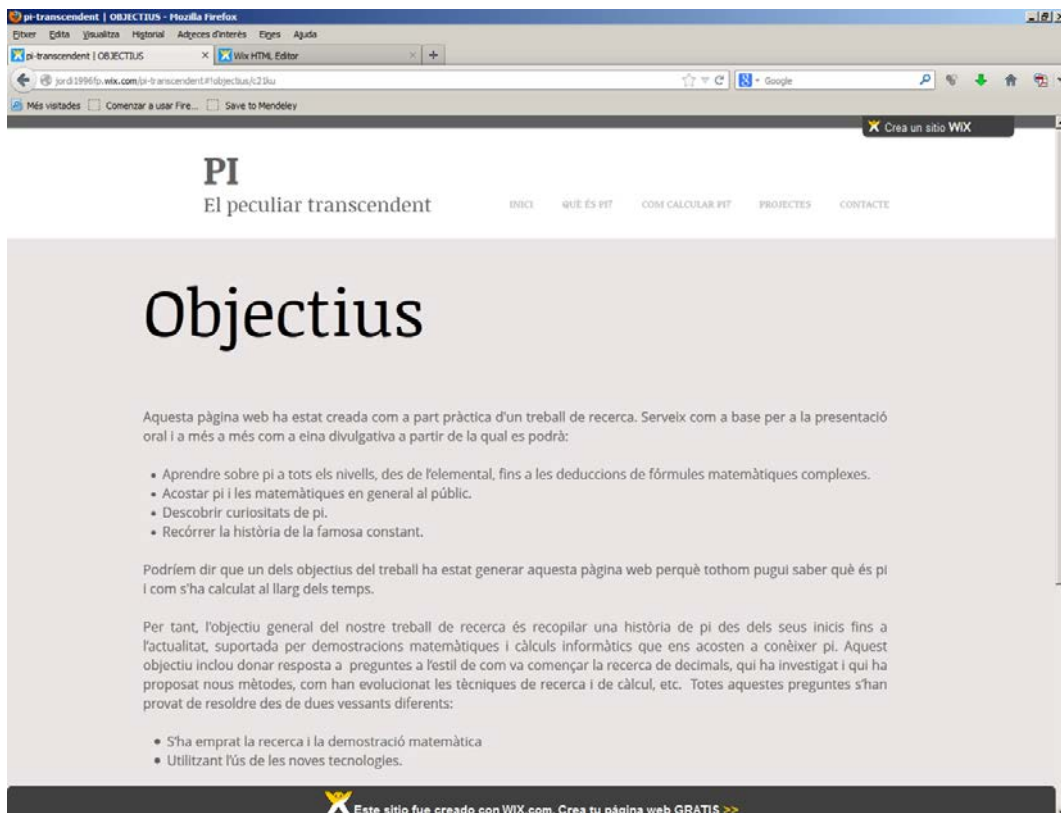 pi-transcendent | OBJECTIUS - Mozilla Firefox
Fitxer Edita Visualitza Historial Adreces d'interès Eines Ajuda
pi-transcendent | OBJECTIUS × Wix HTML Editor × +
jordi1996fp.wix.com/pi-transcendent#!objectius/c21ku Google
Més visitades Comenzar a usar Fire... Save to Mendeley
Crea un sitio WiX
PI
El peculiar transcendent
INICI QUÈ ÉS PI? COM CALCULAR PI? PROJECTES CONTACTE
Objectius
Aquesta pàgina web ha estat creada com a part pràctica d'un treball de recerca. Serveix com a base per a la presentació
oral i a més a més com a eina divulgativa a partir de la qual es podrà:
• Aprendre sobre pi a tots els nivells, des de l'elemental, fins a les deduccions de fórmules matemàtiques complexes.
• Acostar pi i les matemàtiques en general al públic.
• Descobrir curiositats de pi.
• Recórrer la història de la famosa constant.
Podríem dir que un dels objectius del treball ha estat generar aquesta pàgina web perquè tothom pugui saber què és pi
i com s'ha calculat al llarg dels temps.
Per tant, l'objectiu general del nostre treball de recerca és recopilar una història de pi des dels seus inicis fins a
l'actualitat, suportada per demostracions matemàtiques i càlculs informàtics que ens acosten a conèixer pi. Aquest
objectiu inclou donar resposta a preguntes a l'estil de com va començar la recerca de decimals, qui ha investigat i qui ha
proposat nous mètodes, com han evolucionat les tècniques de recerca i de càlcul, etc. Totes aquestes preguntes s'han
provat de resoldre des de dues vessants diferents:
• S'ha emprat la recerca i la demostració matemàtica
• Utilitzant l'ús de les noves tecnologies.
Este sitio fue creado con WIX.com. Crea tu página web GRATIS >>